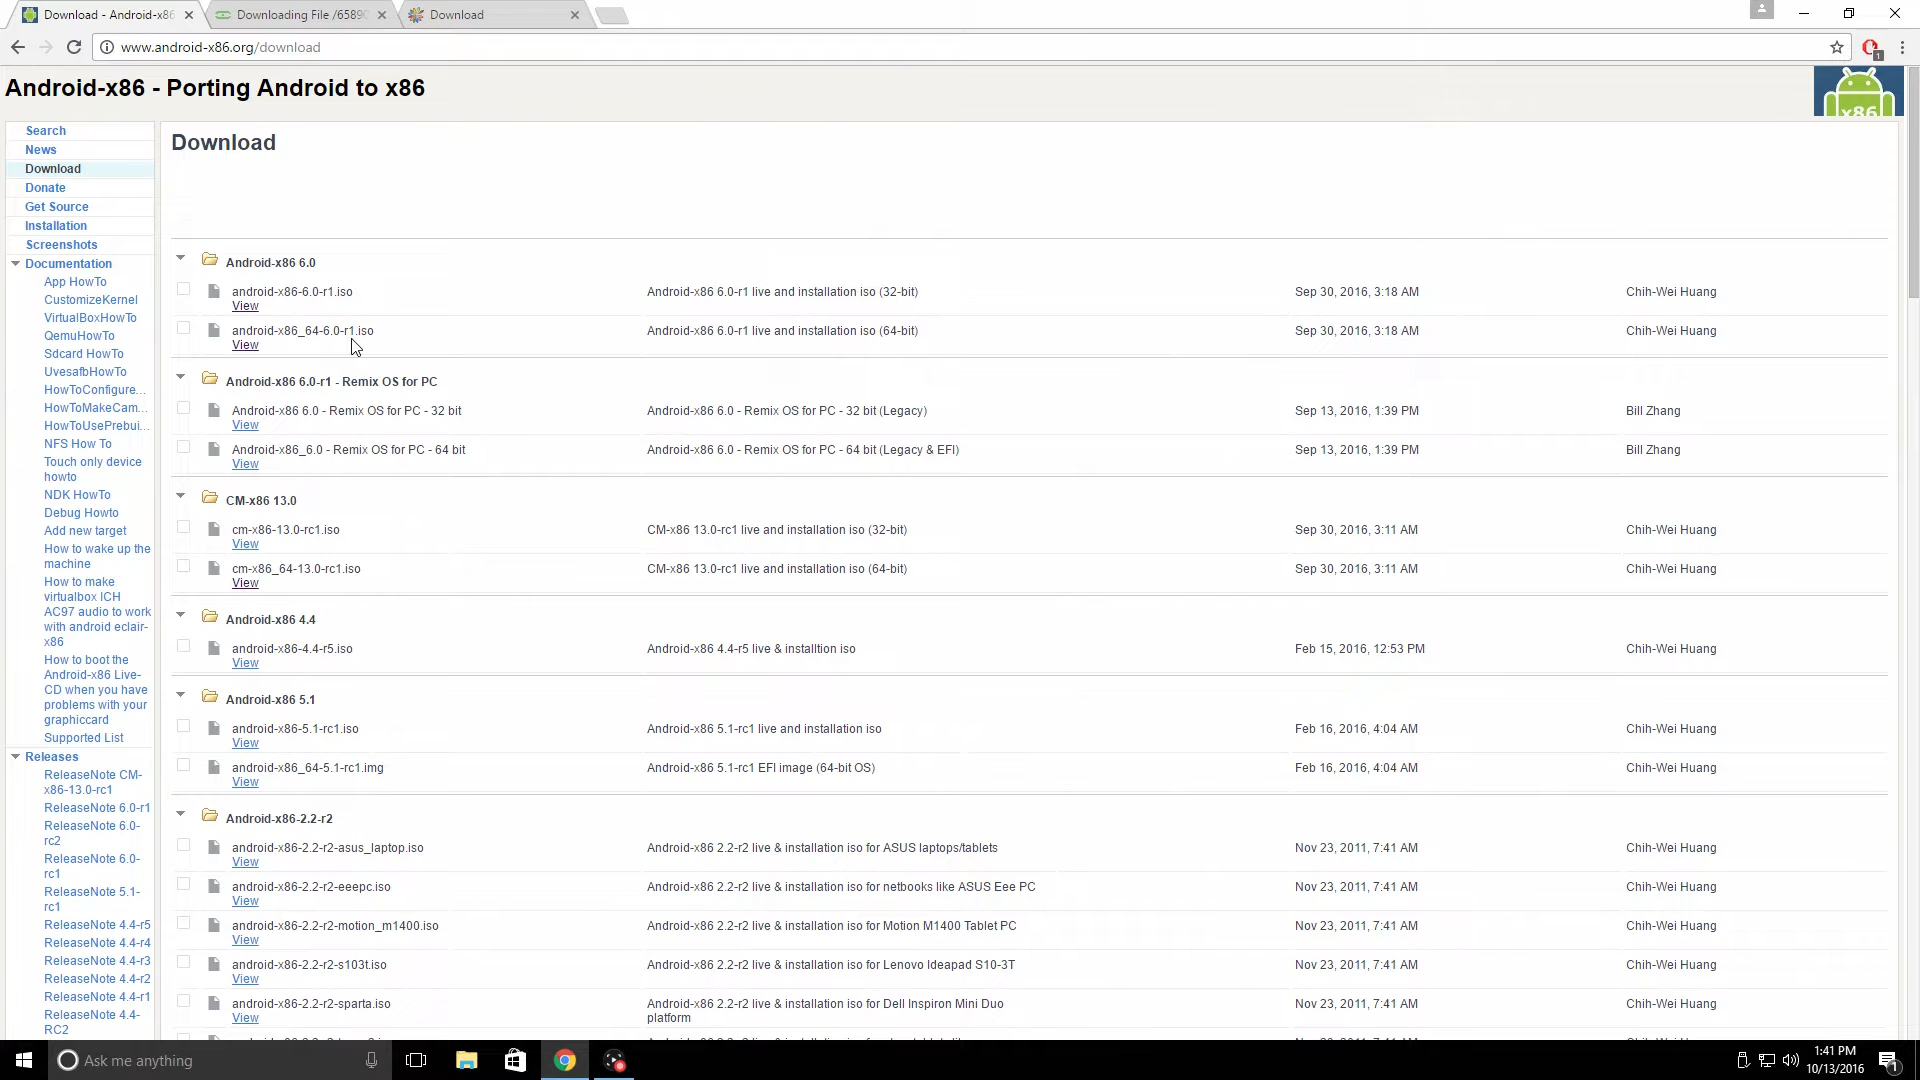 Download - Android-x86
Downloading File /65890
Download
www.android-x86.org/download
1
Android-x86 - Porting Android to x86
x86
Search
News
Download
Donate
Get Source
Installation
Screenshots
Documentation
App HowTo
CustomizeKernel
VirtualBoxHowTo
QemuHowTo
Sdcard HowTo
UvesafbHowTo
HowToConfigure...
HowToMakeCam...
HowToUsePrebui...
NFS How To
Touch only device
howto
NDK HowTo
Debug Howto
Add new target
How to wake up the
machine
How to make
virtualbox ICH
AC97 audio to work
with android eclair-
x86
How to boot the
Android-x86 Live-
CD when you have
problems with your
graphiccard
Supported List
Releases
ReleaseNote CM-
x86-13.0-rc1
ReleaseNote 6.0-r1
ReleaseNote 6.0-
rc2
ReleaseNote 6.0-
rc1
ReleaseNote 5.1-
rc1
ReleaseNote 4.4-r5
ReleaseNote 4.4-r4
ReleaseNote 4.4-r3
ReleaseNote 4.4-r2
ReleaseNote 4.4-r1
ReleaseNote 4.4-
RC2
Download
Android-x86 6.0
android-x86-6.0-r1.iso Android-x86 6.0-r1 live and installation iso (32-bit) Sep 30, 2016, 3:18 AM Chih-Wei Huang
View
android-x86_64-6.0-r1.iso Android-x86 6.0-r1 live and installation iso (64-bit) Sep 30, 2016, 3:18 AM Chih-Wei Huang
View
Android-x86 6.0-r1 - Remix OS for PC
Android-x86 6.0 - Remix OS for PC - 32 bit Android-x86 6.0 - Remix OS for PC - 32 bit (Legacy) Sep 13, 2016, 1:39 PM Bill Zhang
View
Android-x86_6.0 - Remix OS for PC - 64 bit Android-x86 6.0 - Remix OS for PC - 64 bit (Legacy & EFI) Sep 13, 2016, 1:39 PM Bill Zhang
View
CM-x86 13.0
cm-x86-13.0-rc1.iso CM-x86 13.0-rc1 live and installation iso (32-bit) Sep 30, 2016, 3:11 AM Chih-Wei Huang
View
cm-x86_64-13.0-rc1.iso CM-x86 13.0-rc1 live and installation iso (64-bit) Sep 30, 2016, 3:11 AM Chih-Wei Huang
View
Android-x86 4.4
android-x86-4.4-r5.iso Android-x86 4.4-r5 live & installtion iso Feb 15, 2016, 12:53 PM Chih-Wei Huang
View
Android-x86 5.1
android-x86-5.1-rc1.iso Android-x86 5.1-rc1 live and installation iso Feb 16, 2016, 4:04 AM Chih-Wei Huang
View
android-x86_64-5.1-rc1.img Android-x86 5.1-rc1 EFI image (64-bit OS) Feb 16, 2016, 4:04 AM Chih-Wei Huang
View
Android-x86-2.2-r2
android-x86-2.2-r2-asus_laptop.iso Android-x86 2.2-r2 live & installation iso for ASUS laptops/tablets Nov 23, 2011, 7:41 AM Chih-Wei Huang
View
android-x86-2.2-r2-eeepc.iso Android-x86 2.2-r2 live & installation iso for netbooks like ASUS Eee PC Nov 23, 2011, 7:41 AM Chih-Wei Huang
View
android-x86-2.2-r2-motion_m1400.iso Android-x86 2.2-r2 live & installation iso for Motion M1400 Tablet PC Nov 23, 2011, 7:41 AM Chih-Wei Huang
View
android-x86-2.2-r2-s103t.iso Android-x86 2.2-r2 live & installation iso for Lenovo Ideapad S10-3T Nov 23, 2011, 7:41 AM Chih-Wei Huang
View
android-x86-2.2-r2-sparta.iso Android-x86 2.2-r2 live & installation iso for Dell Inspiron Mini Duo Nov 23, 2011, 7:41 AM Chih-Wei Huang
View platform
Ask me anything
1:41 PM
10/13/2016
1